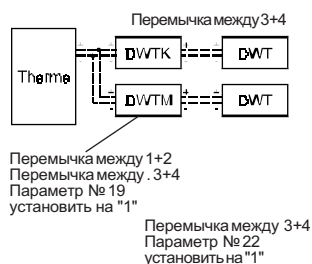 Перемычка между 3+4
Therme
DWTK
DWT
DWTM
DWT
Перемычка между 1+2
Перемычка между . 3+4
Параметр № 19
установить на "1"
Перемычка между 3+4
Параметр № 22
установить на "1"